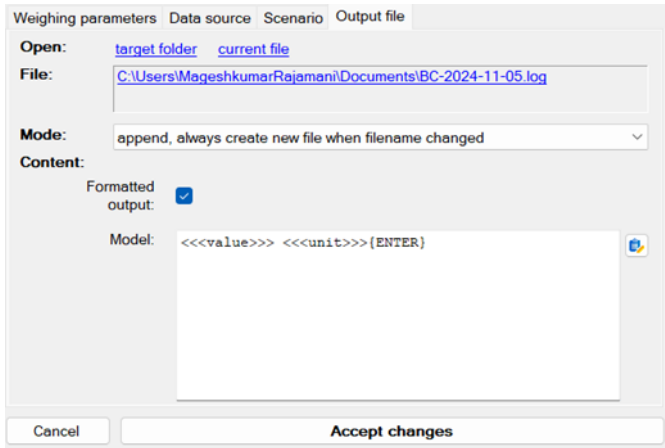 Weighing parameters Data source Scenario Output file
Open: target folder current file
File: C:\Users\MageshkumarRajamani\Documents\BC-2024-11-05.log
Mode: append, always create new file when filename changed
Content:
Formatted
output:
Model: <<<value>>> <<<unit>>>{ENTER}
Cancel Accept changes